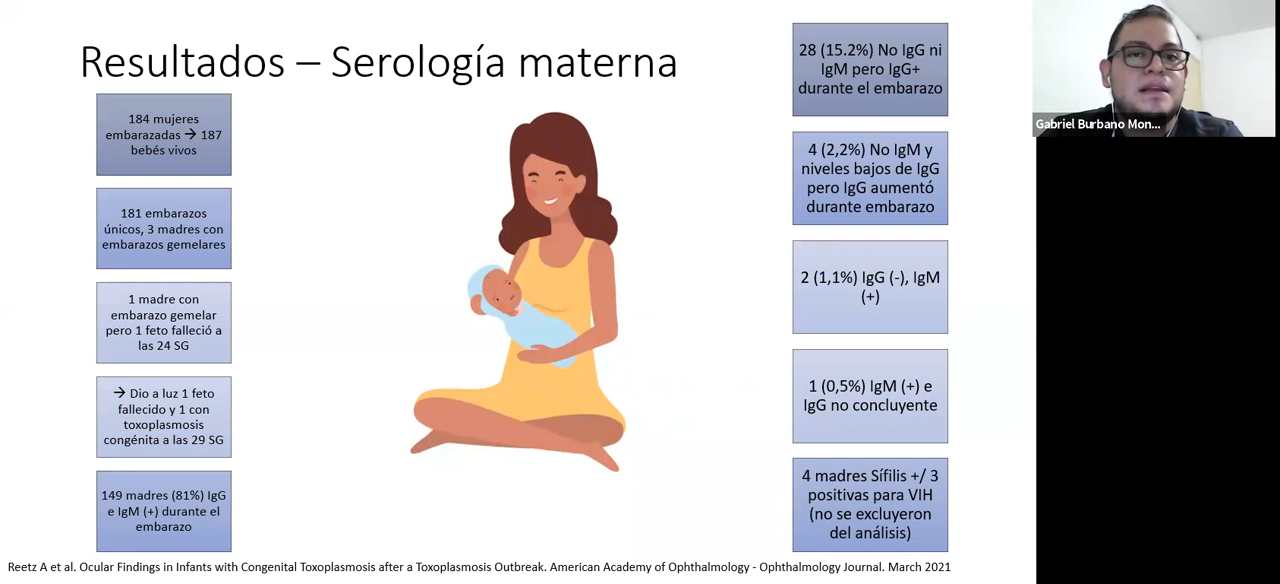 Resultados – Serología materna
184 mujeres
embarazadas → 187
bebés vivos
181 embarazos
únicos, 3 madres con
embarazos gemelares
1 madre con
embarazo gemelar
pero 1 feto falleció a
las 24 SG
→ Dio a luz 1 feto
fallecido y 1 con
toxoplasmosis
congénita a las 29 SG
149 madres (81%) IgG
e IgM (+) durante el
embarazo
28 (15.2%) No IgG ni
IgM pero IgG+
durante el embarazo
4 (2,2%) No IgM y
niveles bajos de IgG
pero IgG aumentó
durante embarazo
2 (1,1%) IgG (-), IgM
(+)
1 (0,5%) IgM (+) e
IgG no concluyente
4 madres Sífilis +/ 3
positivas para VIH
(no se excluyeron
del análisis)
Gabriel Burbano Mon...
Reetz A et al. Ocular Findings in Infants with Congenital Toxoplasmosis after a Toxoplasmosis Outbreak. American Academy of Ophthalmology - Ophthalmology Journal. March 2021